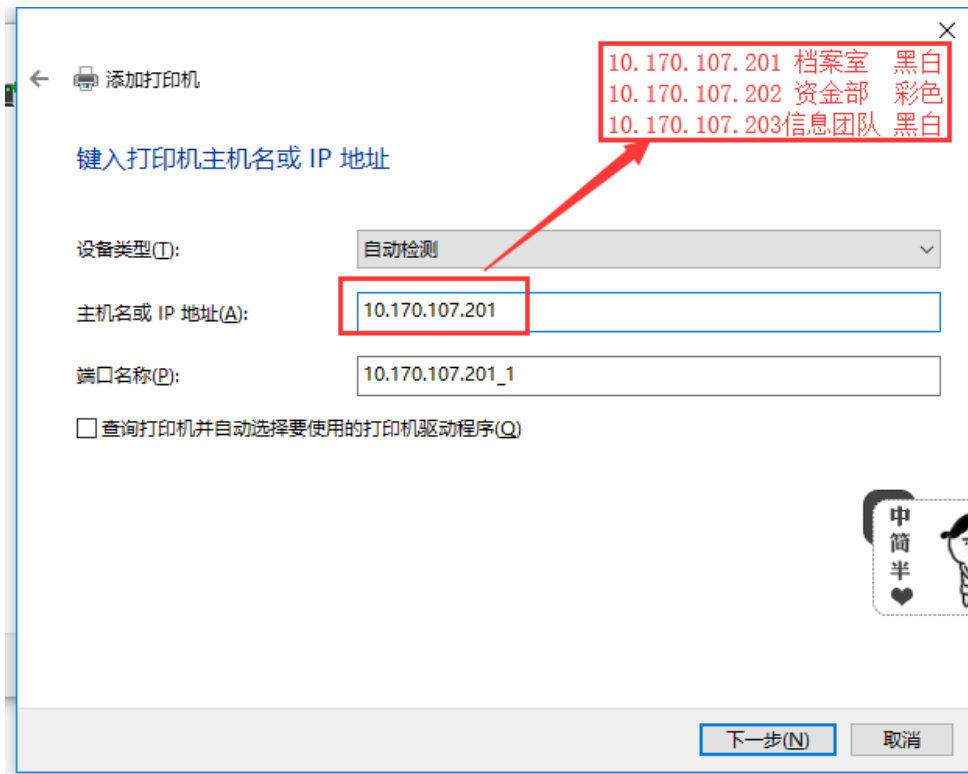 10.170.107.201 档案室 黑白
10.170.107.202 资金部 彩色
10.170.107.203信息团队 黑白
添加打印机
键入打印机主机名或 IP 地址
设备类型(T): 自动检测
主机名或 IP 地址(A): 10.170.107.201
端口名称(P): 10.170.107.201_1
查询打印机并自动选择要使用的打印机驱动程序(Q)
中
简
半
下一步(N) 取消